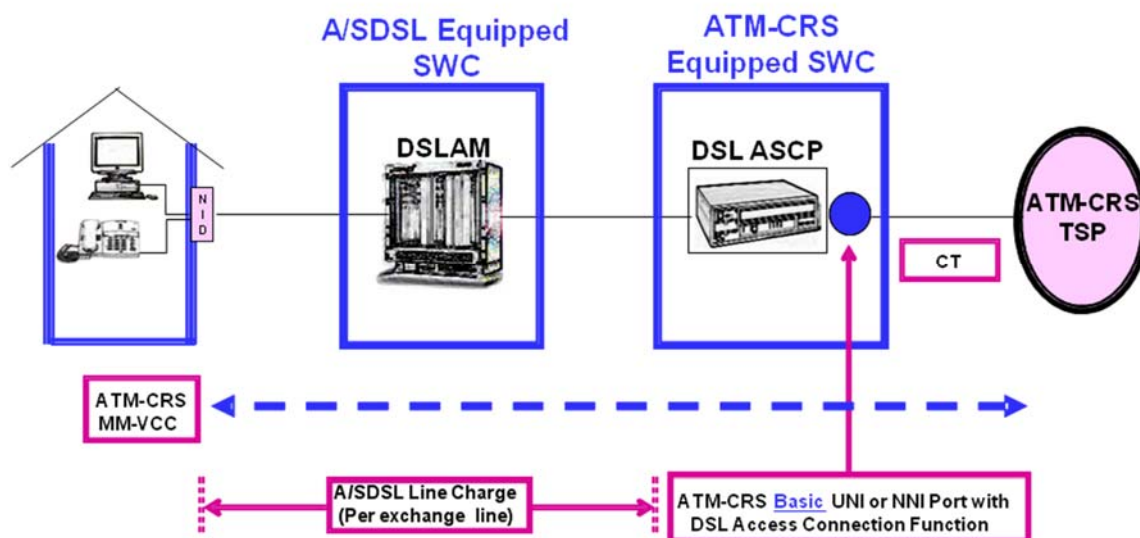 A/SDSL Equipped
SWC
ATM-CRS
Equipped SWC
DSLAM
DSL ASCP
NID
ATM-CRS
TSP
CT
ATM-CRS
MM-VCC
A/SDSL Line Charge
(Per exchange line)
ATM-CRS Basic UNI or NNI Port with
DSL Access Connection Function